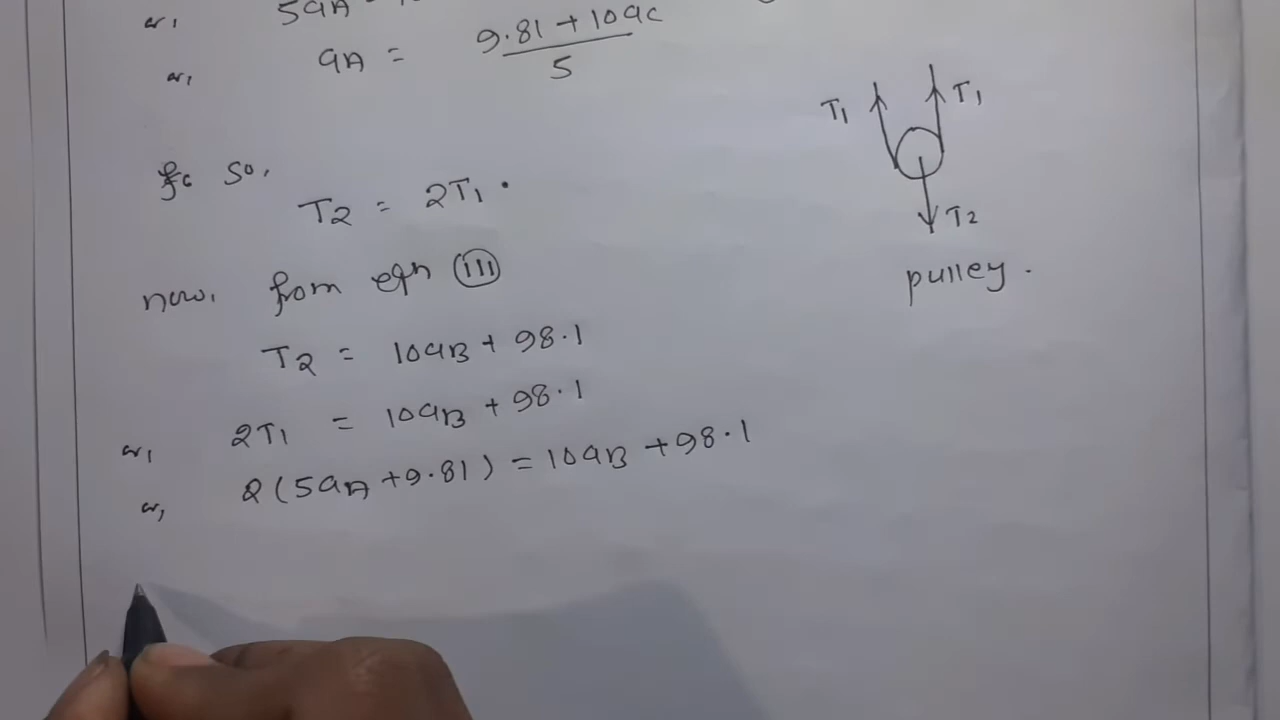 or, 5aA
or, aA = 9.81 + 10ac
5
T1 T1
so,
T2 = 2T1.
T2
now, from eqn (III)
pulley.
T2 = 10aB + 98.1
or, 2T1 = 10aB + 98.1
or, 2(5aA + 9.81) = 10aB + 98.1